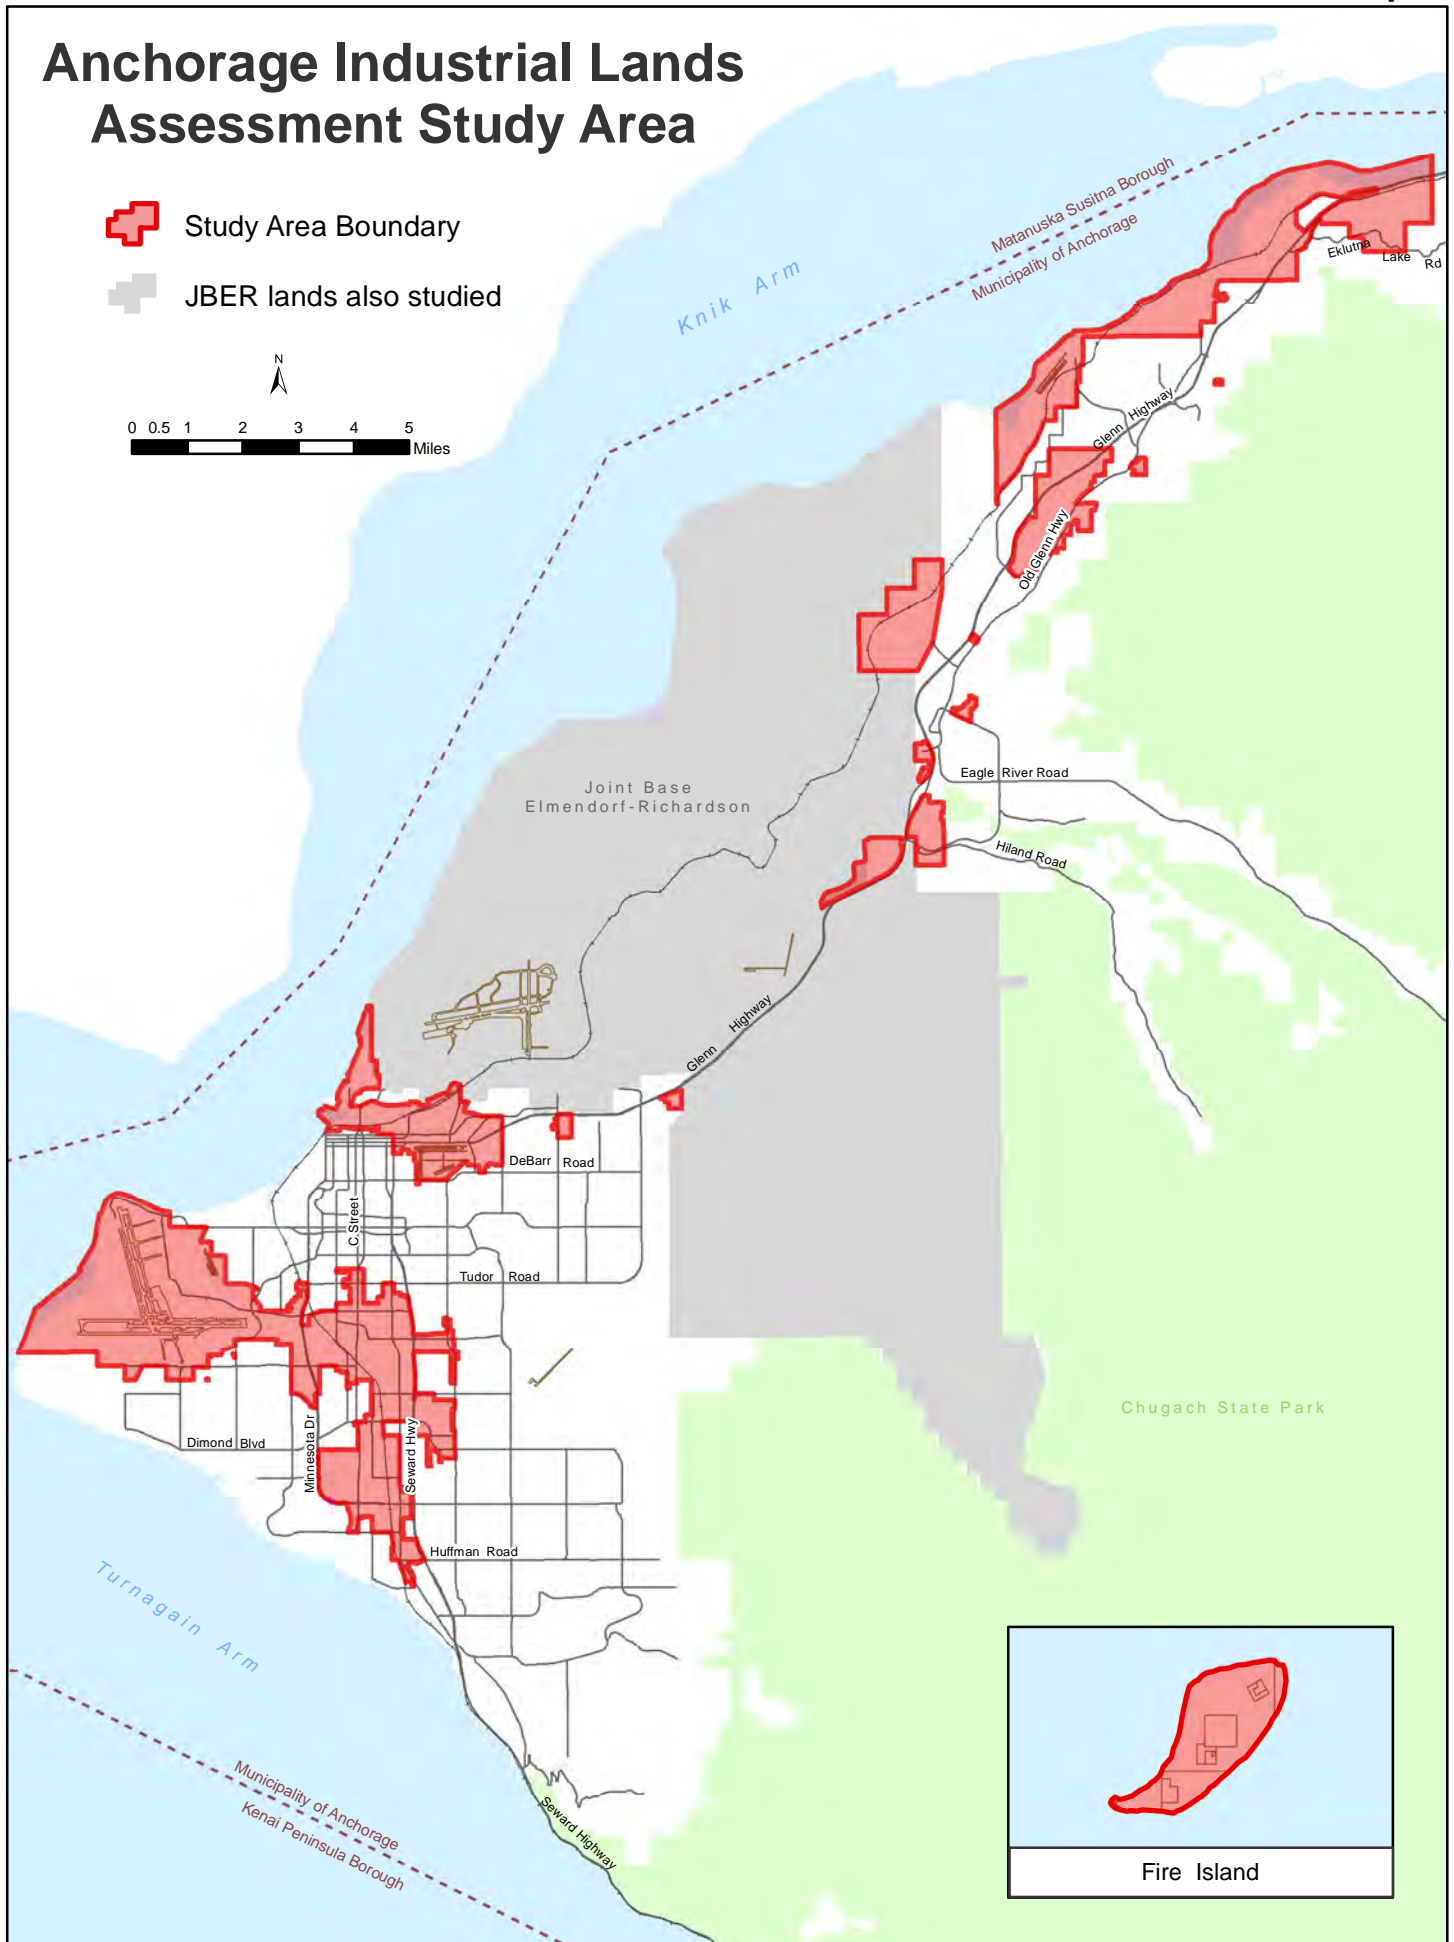 Anchorage Industrial Lands
Assessment Study Area
Study Area Boundary
JBER lands also studied
N
0 0.5 1 2 3 4 5
Miles
Knik Arm
Matanuska Susitna Borough
Municipality of Anchorage
Eklutna Lake Rd
Glenn Highway
Old Glenn Hwy
Joint Base
Elmendorf-Richardson
Eagle River Road
Hiland Road
Glenn Highway
DeBarr Road
C Street
Tudor Road
Dimond Blvd
Minnesota Dr
Seward Hwy
Chugach State Park
Huffman Road
Turnagain Arm
Municipality of Anchorage
Kenai Peninsula Borough
Seward Highway
Fire Island